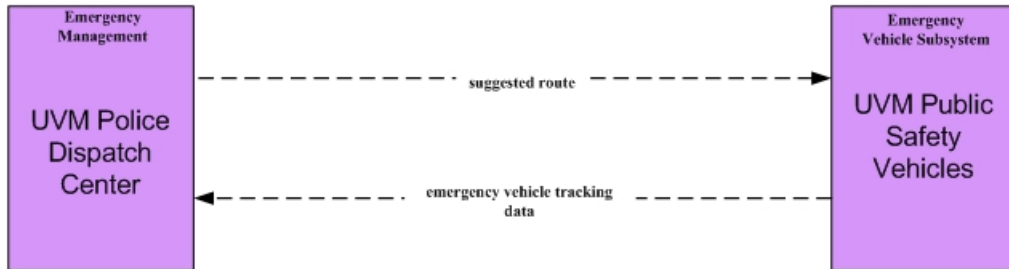 Emergency
Management
UVM Police
Dispatch
Center
suggested route
emergency vehicle tracking
data
Emergency
Vehicle Subsystem
UVM Public
Safety
Vehicles